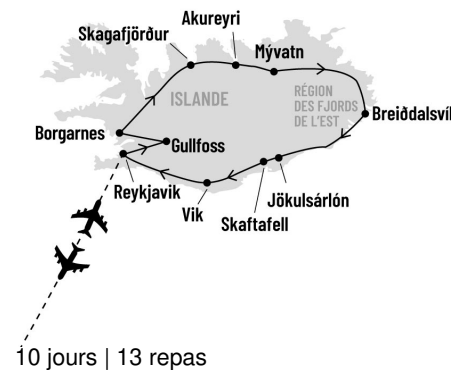 Akureyri
Skagafjörður
Mývatn
ISLANDE
RÉGION
DES FJORDS
DE L'EST
Breiðdalsvíl
Borgarnes
Gullfoss
Reykjavik
Jökulsárlón
Vik
Skaftafell
10 jours | 13 repas